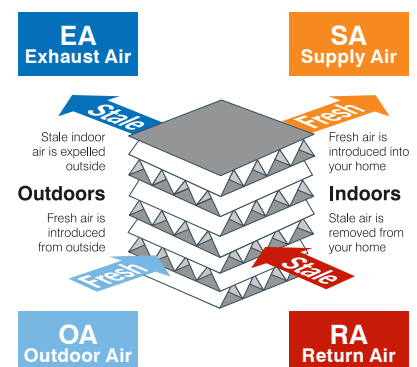 EA
Exhaust Air
SA
Supply Air
Stale
Fresh
Stale indoor
air is expelled
outside
Fresh air is
introduced into
your home
Outdoors
Indoors
Fresh air is
introduced
from outside
Stale air is
removed from
your home
Fresh
Stale
OA
Outdoor Air
RA
Return Air